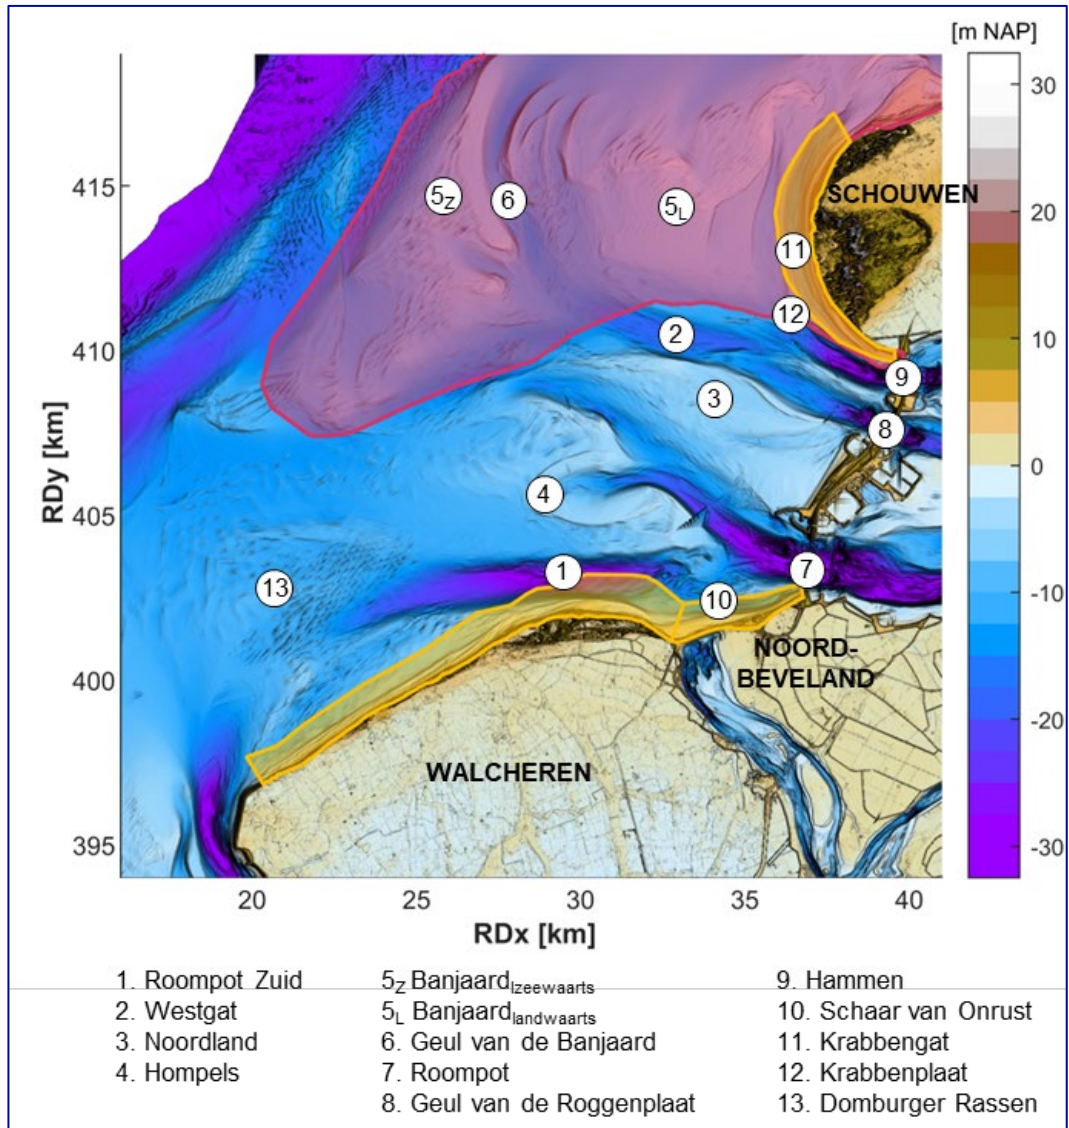 [m NAP]
30
20
10
0
-10
-20
-30
415
410
405
400
395
RDy [km]
5Z
6
5L
SCHOUWEN
11
12
2
9
3
8
4
1
7
13
10
NOORD-
BEVELAND
WALCHEREN
20 25 30 35 40
RDx [km]
1. Roompot Zuid
2. Westgat
3. Noordland
4. Hompels
5Z Banjaardlzeewaarts
5L Banjaardlandwaarts
6. Geul van de Banjaard
7. Roompot
8. Geul van de Roggenplaat
9. Hammen
10. Schaar van Onrust
11. Krabbengat
12. Krabbenplaat
13. Domburger Rassen